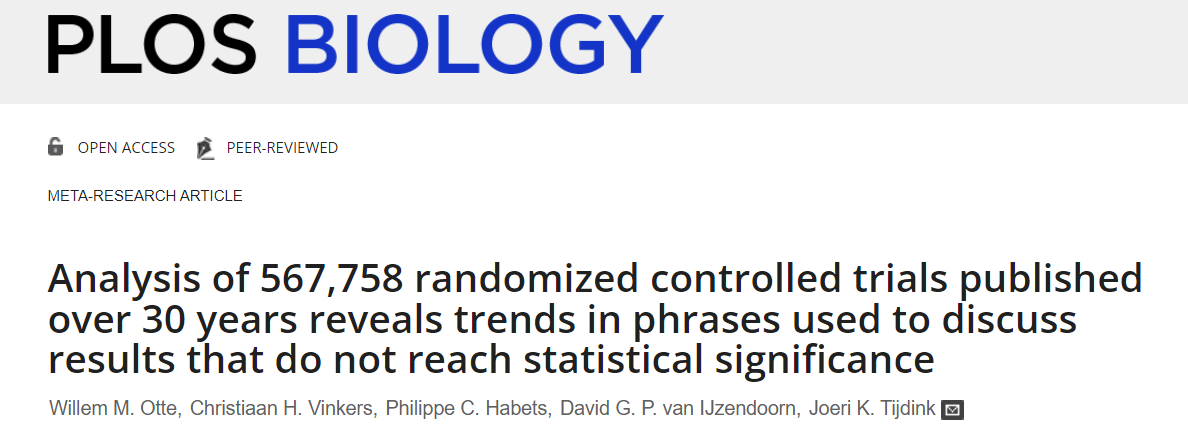 PLOS BIOLOGY
OPEN ACCESS PEER-REVIEWED
META-RESEARCH ARTICLE
Analysis of 567,758 randomized controlled trials published
over 30 years reveals trends in phrases used to discuss
results that do not reach statistical significance
Willem M. Otte, Christiaan H. Vinkers, Philippe C. Habets, David G. P. van IJzendoorn, Joeri K. Tijdink